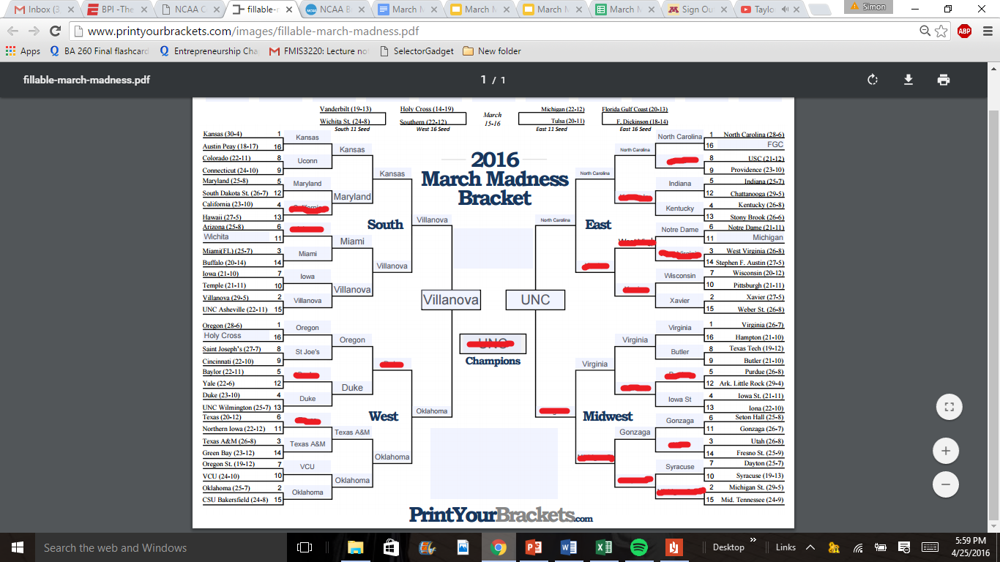 Inbox (3
BPI -The
NCAA C
fillable-
NCAA B
March M
March M
March M
March M
Sign Ou
Taylo
Simon
www.printyourbrackets.com/images/fillable-march-madness.pdf
ABP
Apps
BA 260 Final flashcard
Entrepreneurship Cha
FMIS3220: Lecture no
SelectorGadget
New folder
fillable-march-madness.pdf
1 / 1
Vanderbilt (19-13)
Wichita St. (24-8)
South 11 Seed
Holy Cross (14-19)
Southern (22-12)
West 16 Seed
March
15-16
Michigan (22-12)
Tulsa (20-11)
East 11 Seed
Florida Gulf Coast (20-13)
F. Dickinson (18-14)
East 16 Seed
2016
March Madness
Bracket
Kansas (30-4) 1
Austin Peay (18-17) 16
Colorado (22-11) 8
Connecticut (24-10) 9
Maryland (25-8) 5
South Dakota St. (26-7) 12
California (23-10) 4
Hawaii (27-5) 13
Arizona (25-8) 6
Wichita 11
Miami(FL) (25-7) 3
Buffalo (20-14) 14
Iowa (21-10) 7
Temple (21-11) 10
Villanova (29-5) 2
UNC Asheville (22-11) 15
Kansas
Uconn
Maryland
Miami
Iowa
Villanova
Kansas
Maryland
Miami
Villanova
Kansas
Villanova
Villanova
South
Oregon (28-6) 1
Holy Cross 16
Saint Joseph's (27-7) 8
Cincinnati (22-10) 9
Baylor (22-11) 5
Yale (22-6) 12
Duke (23-10) 4
UNC Wilmington (25-7) 13
Texas (20-12) 6
Northern Iowa (22-12) 11
Texas A&M (26-8) 3
Green Bay (23-12) 14
Oregon St. (19-12) 7
VCU (24-10) 10
Oklahoma (25-7) 2
CSU Bakersfield (24-8) 15
Oregon
St Joe's
Duke
Texas A&M
VCU
Oklahoma
Oregon
Duke
Texas A&M
Oklahoma
Oklahoma
Oklahoma
West
Villanova
UNC
Champions
1 North Carolina (28-6)
16 FGC
8 USC (21-12)
9 Providence (23-10)
5 Indiana (25-7)
12 Chattanooga (29-5)
4 Kentucky (26-8)
13 Stony Brook (26-6)
6 Notre Dame (21-11)
11 Michigan
3 West Virginia (26-8)
14 Stephen F. Austin (27-5)
7 Wisconsin (20-12)
10 Pittsburgh (21-11)
2 Xavier (27-5)
15 Weber St. (26-8)
North Carolina
Indiana
Kentucky
Notre Dame
Wisconsin
Xavier
North Carolina
North Carolina
North Carolina
East
1 Virginia (26-7)
16 Hampton (21-10)
8 Texas Tech (19-12)
9 Butler (21-10)
5 Purdue (26-8)
12 Ark. Little Rock (29-4)
4 Iowa St. (21-11)
13 Iona (22-10)
6 Seton Hall (25-8)
11 Gonzaga (26-7)
3 Utah (26-8)
14 Fresno St. (25-9)
7 Dayton (25-7)
10 Syracuse (19-13)
2 Michigan St. (29-5)
15 Mid. Tennessee (24-9)
Virginia
Butler
Iowa St
Gonzaga
Syracuse
Virginia
Gonzaga
Virginia
Midwest
PrintYourBrackets.com
Search the web and Windows
Desktop
Links
5:59 PM
4/25/2016